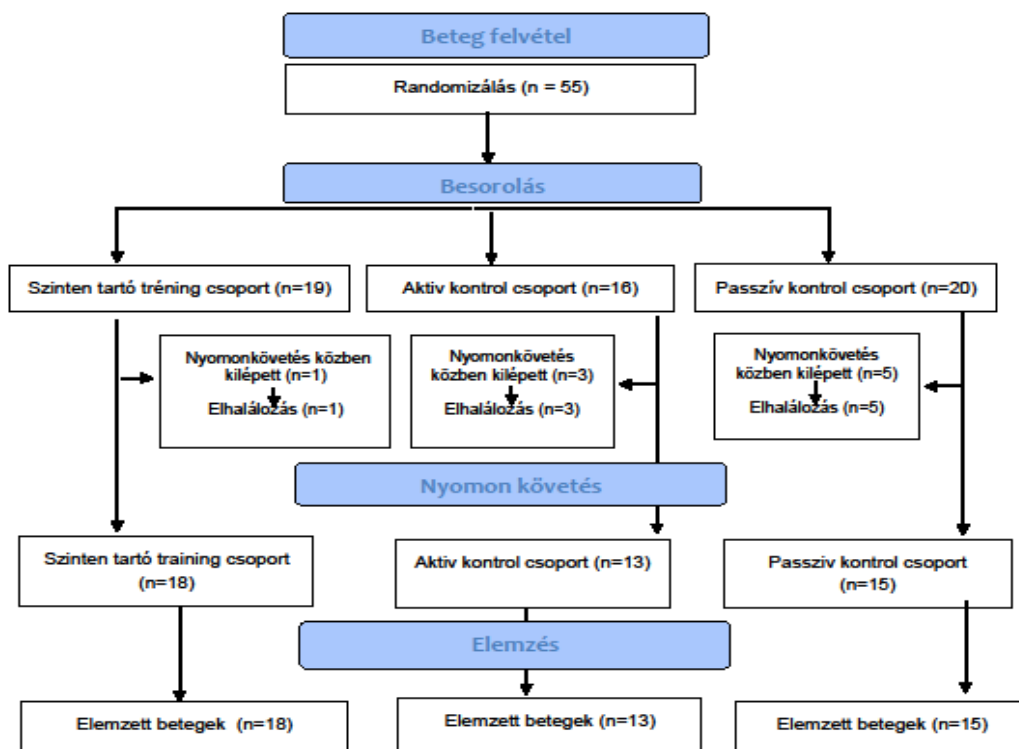 Beteg felvétel
Randomizálás (n = 55)
Besorolás
Szinten tartó tréning csoport (n=19)
Aktiv kontrol csoport (n=16)
Passzív kontrol csoport (n=20)
Nyomonkövetés közben
kilépett (n=1)
Elhalálozás (n=1)
Nyomonkövetés
közben kilépett (n=3)
Elhalálozás (n=3)
Nyomonkövetés
közben kilépett (n=5)
Elhalálozás (n=5)
Nyomon követés
Szinten tartó training csoport
(n=18)
Aktiv kontrol csoport (n=13)
Passziv kontrol csoport
(n=15)
Elemzés
Elemzett betegek (n=18)
Elemzett betegek (n=13)
Elemzett betegek (n=15)